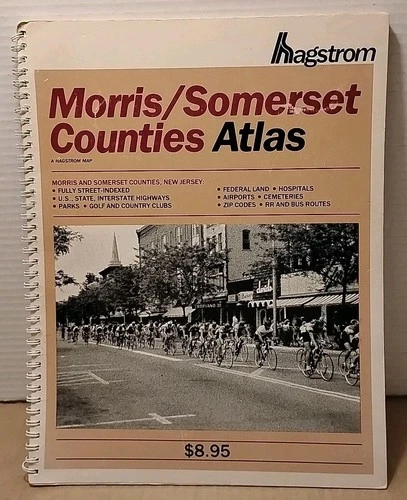 hagstrom
Morris/Somerset
Counties Atlas
A HAGSTROM MAP
MORRIS AND SOMERSET COUNTIES, NEW JERSEY:
• FULLY STREET-INDEXED
• U.S., STATE, INTERSTATE HIGHWAYS
• PARKS • GOLF AND COUNTRY CLUBS
• FEDERAL LAND • HOSPITALS
• AIRPORTS • CEMETERIES
• ZIP CODES • RR AND BUS ROUTES
$8.95